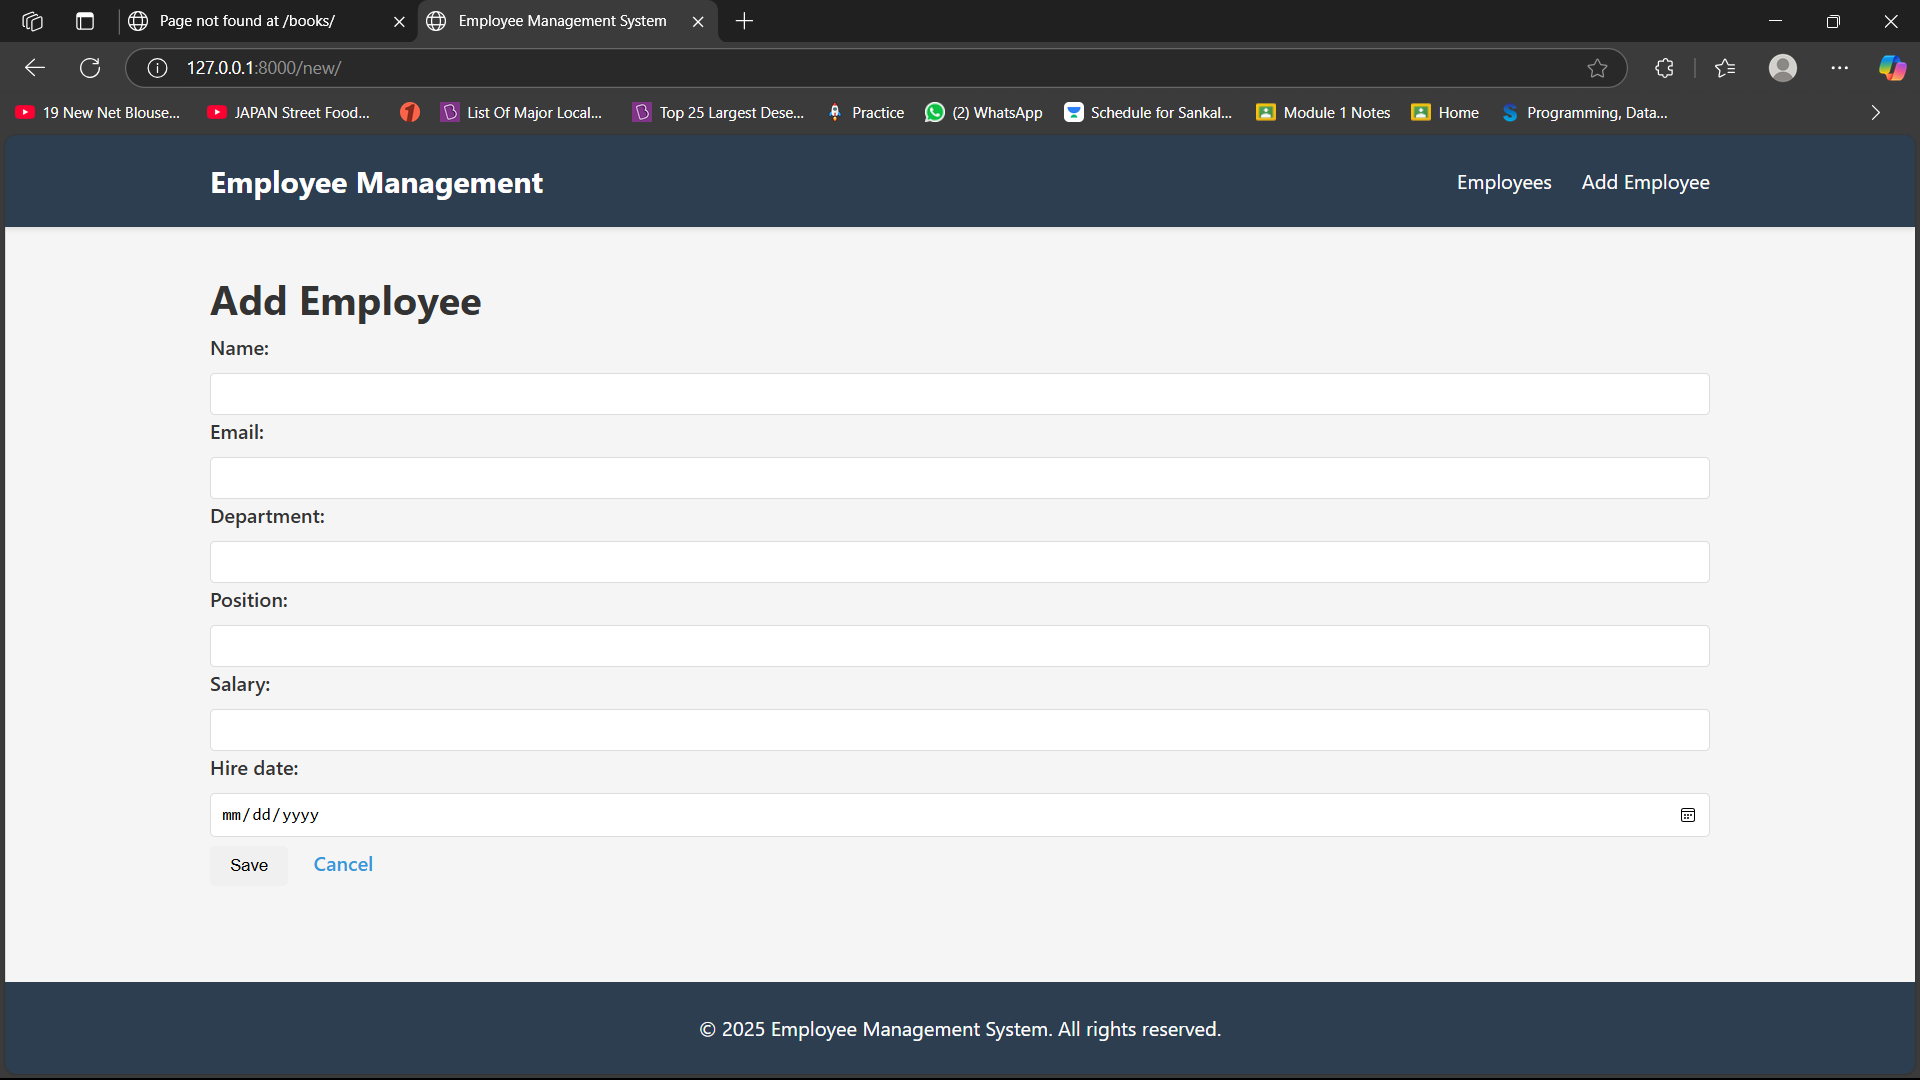 Page not found at /books/
Employee Management System
127.0.0.1:8000/new/
19 New Net Blouse...
JAPAN Street Food...
List Of Major Local...
Top 25 Largest Dese...
Practice
(2) WhatsApp
Schedule for Sankal...
Module 1 Notes
Home
Programming, Data...
Employee Management
Employees
Add Employee
Add Employee
Name:
Email:
Department:
Position:
Salary:
Hire date:
mm/dd/yyyy
Save
Cancel
© 2025 Employee Management System. All rights reserved.